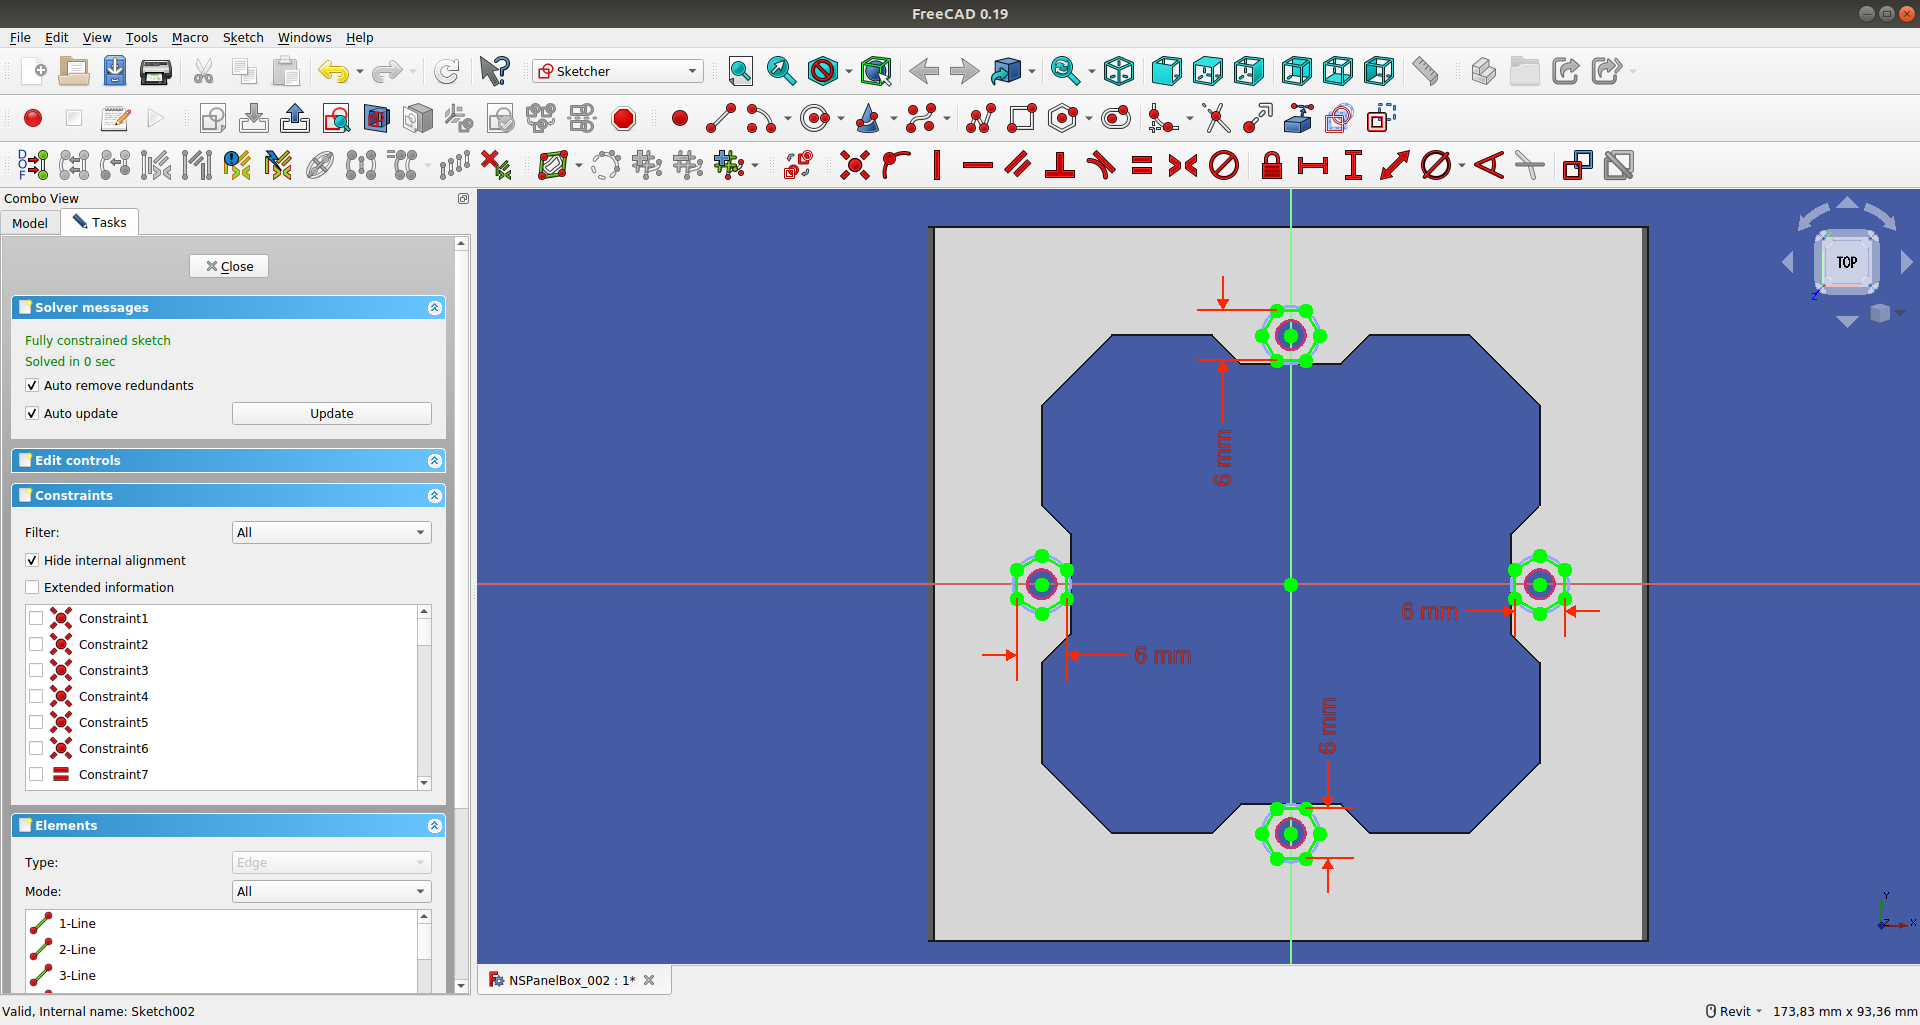 FreeCAD 0.19
File Edit View Tools Macro Sketch Windows Help
Sketcher
DOF
Combo View
Model Tasks
Close
Solver messages
Fully constrained sketch
Solved in 0 sec
Auto remove redundants
Auto update Update
Edit controls
Constraints
Filter: All
Hide internal alignment
Extended information
Constraint1
Constraint2
Constraint3
Constraint4
Constraint5
Constraint6
Constraint7
Elements
Type: Edge
Mode: All
1-Line
2-Line
3-Line
6 mm
6 mm
6 mm
6 mm
TOP
Z
Y
Z X
NSPanelBox_002 : 1*
Valid, Internal name: Sketch002
Revit 173,83 mm x 93,36 mm